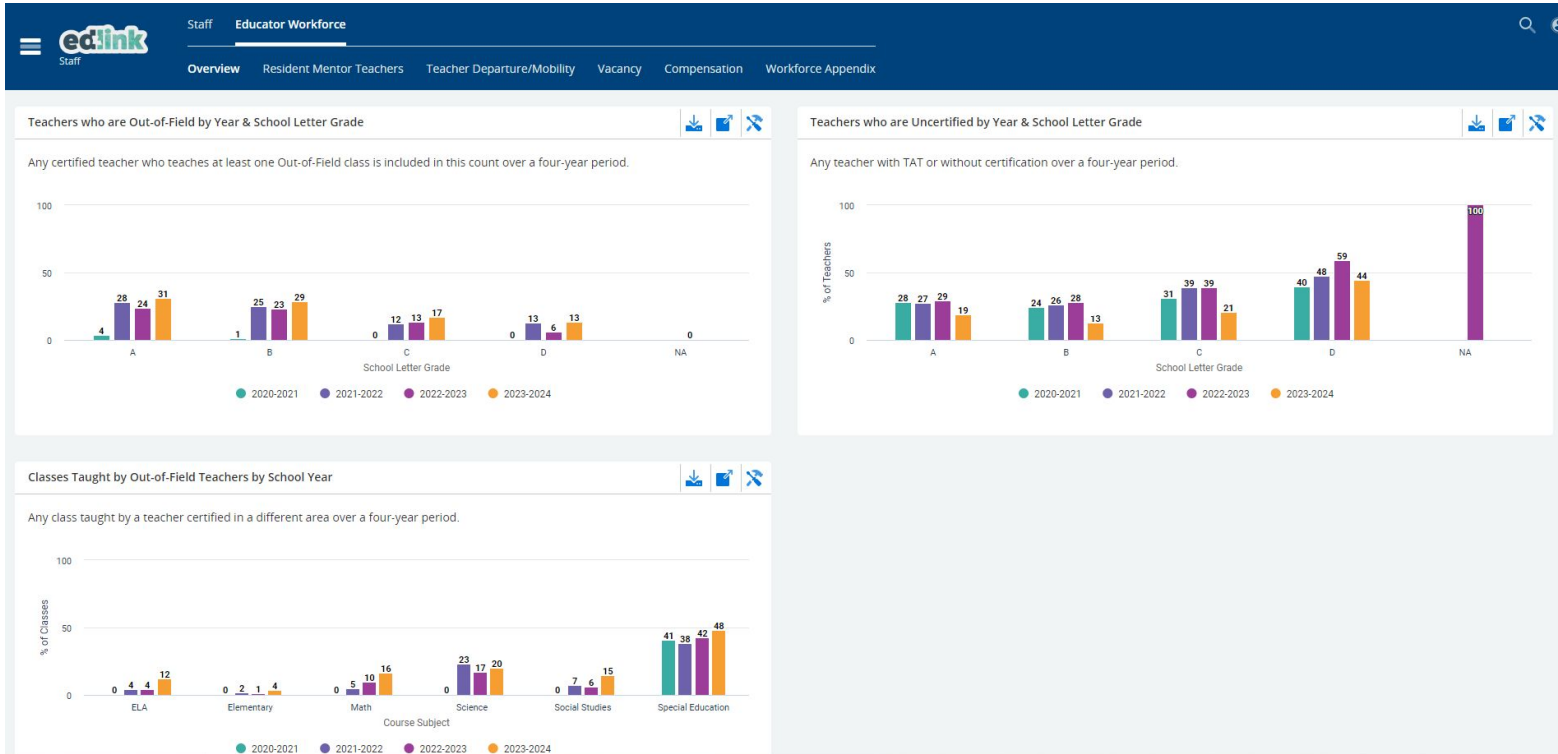 Staff Educator Workforce
ed:link
Staff
Overview Resident Mentor Teachers Teacher Departure/Mobility Vacancy Compensation Workforce Appendix
Teachers who are Out-of-Field by Year & School Letter Grade
Any certified teacher who teaches at least one Out-of-Field class is included in this count over a four-year period.
100
50
0
4 28 24 31
1 25 23 29
0 12 13 17
0 13 6 13
0
A B C D NA
School Letter Grade
2020-2021 2021-2022 2022-2023 2023-2024
Teachers who are Uncertified by Year & School Letter Grade
Any teacher with TAT or without certification over a four-year period.
% of Teachers
100
50
0
28 27 29 19
24 26 28 13
31 39 39 21
40 48 59 44
100
A B C D NA
School Letter Grade
2020-2021 2021-2022 2022-2023 2023-2024
Classes Taught by Out-of-Field Teachers by School Year
Any class taught by a teacher certified in a different area over a four-year period.
% of Classes
100
50
0
0 4 4 12
0 2 1 4
0 5 10 16
0 23 17 20
0 7 6 15
41 38 42 48
ELA Elementary Math Science Social Studies Special Education
Course Subject
2020-2021 2021-2022 2022-2023 2023-2024